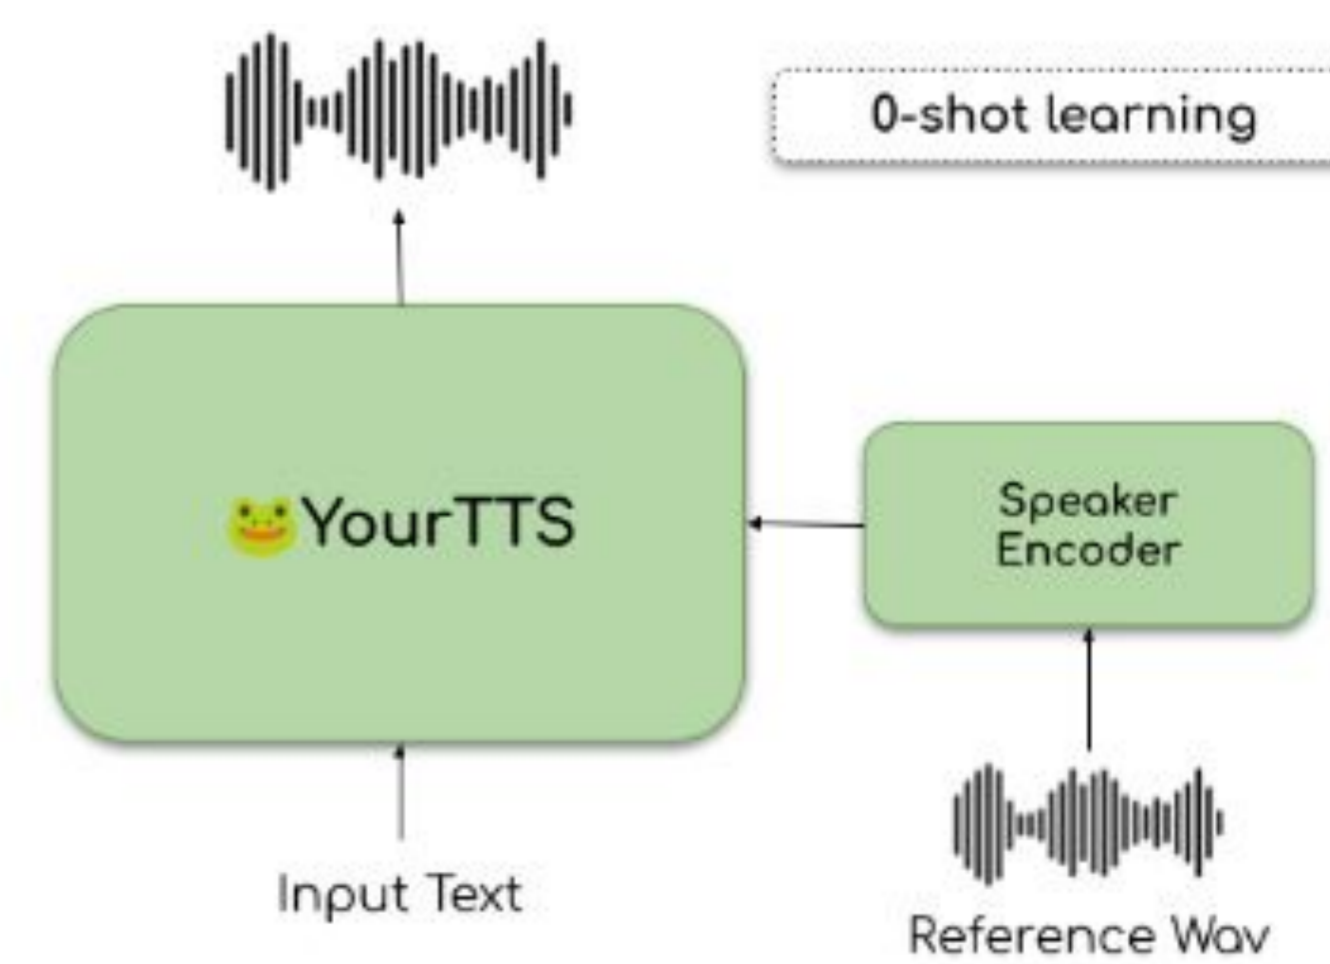 0-shot learning
🐸YourTTS
Speaker
Encoder
Input Text
Reference Wav